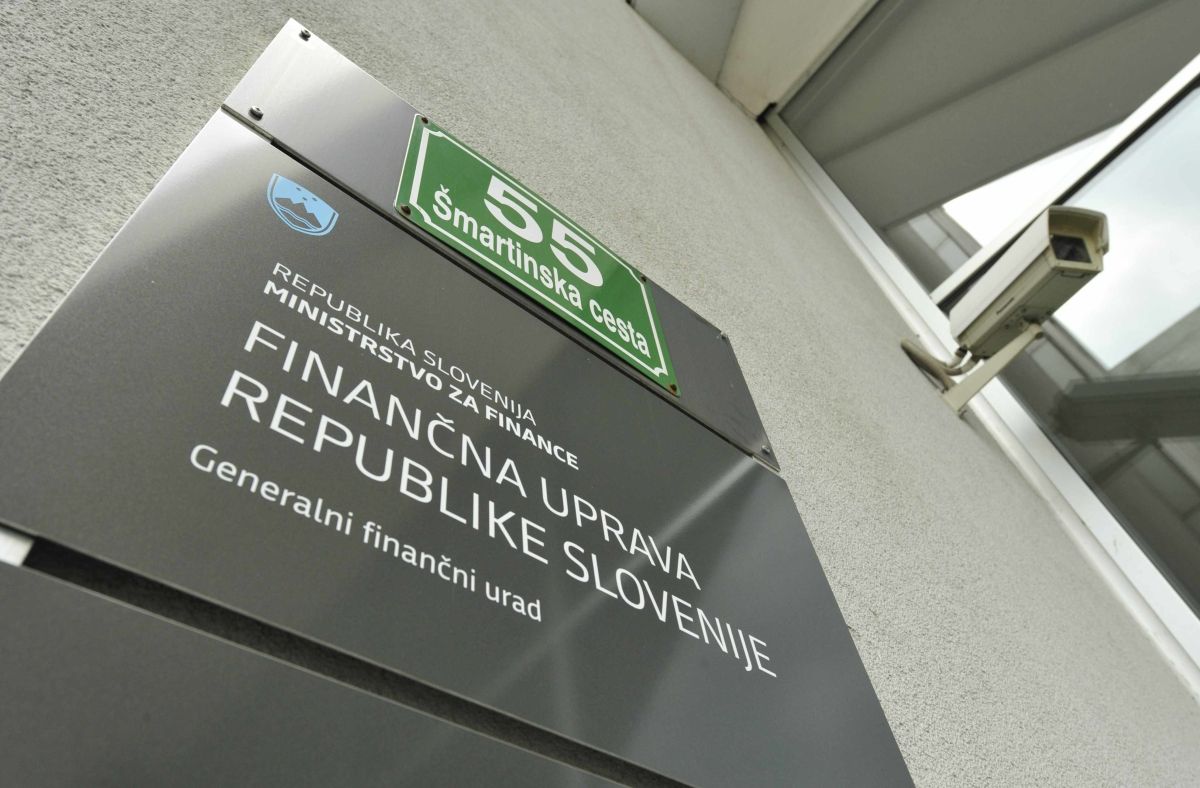 55
Šmartinska cesta
REPUBLIKA SLOVENIJA
MINISTRSTVO ZA FINANCE
FINANČNA UPRAVA
REPUBLIKE SLOVENIJE
Generalni finančni urad